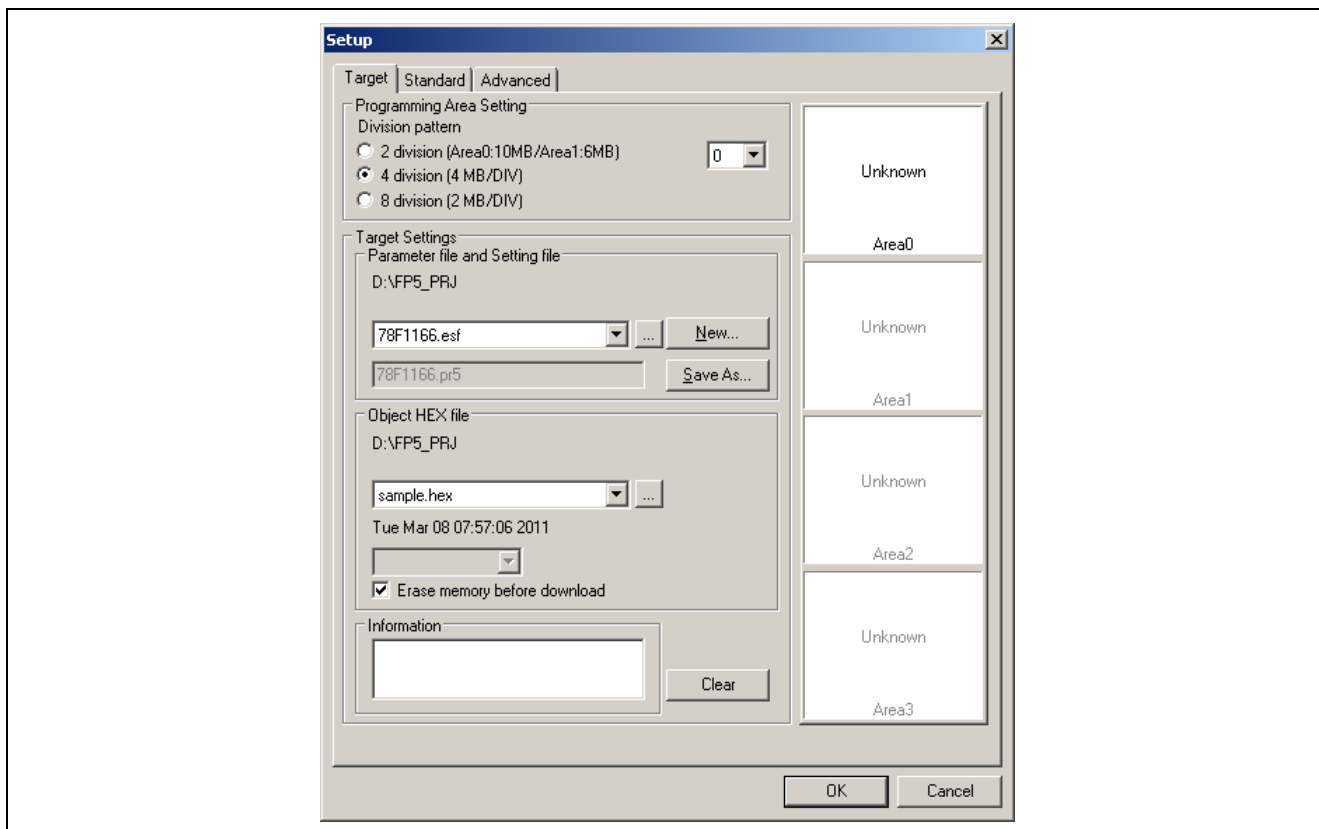 Setup
Target Standard Advanced
Programming Area Setting
Division pattern
2 division (Area0:10MB/Area1:6MB)
0
4 division (4 MB/DIV)
8 division (2 MB/DIV)
Target Settings
Parameter file and Setting file
D:\FP5_PRJ
78F1166.esf
...
New...
78F1166.pr5
Save As...
Object HEX file
D:\FP5_PRJ
sample.hex
...
Tue Mar 08 07:57:06 2011
Erase memory before download
Information
Clear
Unknown
Area0
Unknown
Area1
Unknown
Area2
Unknown
Area3
OK
Cancel